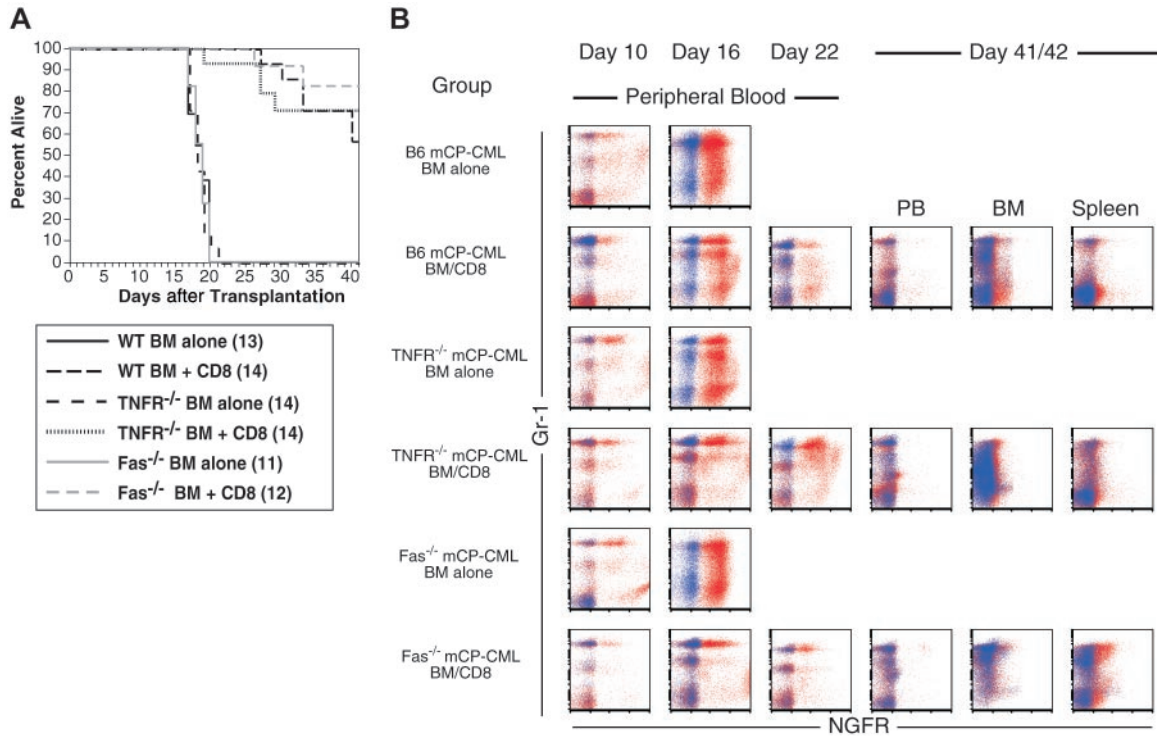 A
Percent Alive
100
90
80
70
60
50
40
30
20
10
0
0 5 10 15 20 25 30 35 40
Days after Transplantation
WT BM alone (13)
WT BM + CD8 (14)
TNFR-/- BM alone (14)
TNFR-/- BM + CD8 (14)
Fas-/- BM alone (11)
Fas-/- BM + CD8 (12)
B
Day 10 Day 16 Day 22 Day 41/42
Group
Peripheral Blood
PB BM Spleen
B6 mCP-CML
BM alone
B6 mCP-CML
BM/CD8
TNFR-/- mCP-CML
BM alone
TNFR-/- mCP-CML
BM/CD8
Fas-/- mCP-CML
BM alone
Fas-/- mCP-CML
BM/CD8
Gr-1
NGFR